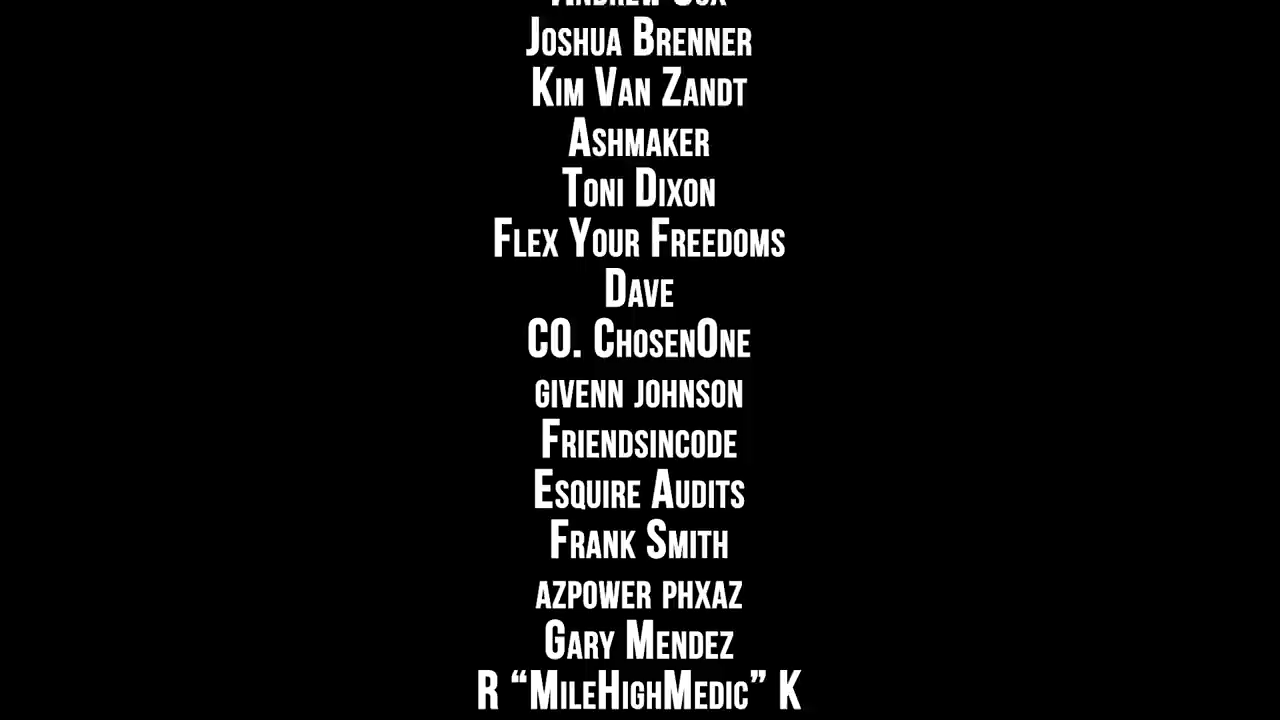 Joshua Brenner
Kim Van Zandt
Ashmaker
Toni Dixon
Flex Your Freedoms
Dave
CO. ChosenOne
givenn johnson
Friendsincode
Esquire Audits
Frank Smith
azpower phxaz
Gary Mendez
R “MileHighMedic” K